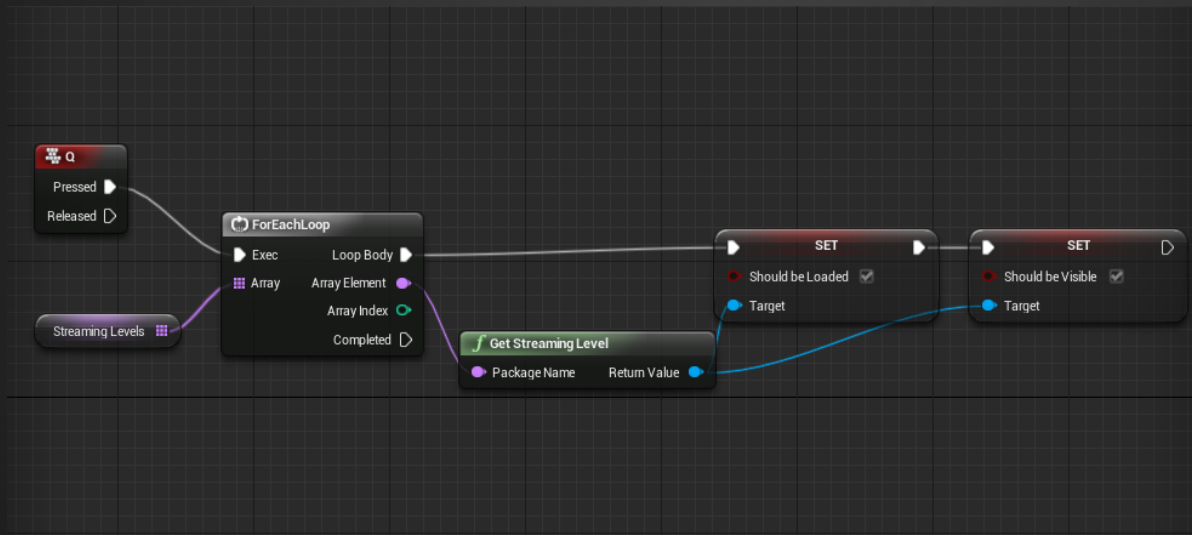 Q
Pressed
Released
Streaming Levels
ForEachLoop
Exec
Loop Body
Array
Array Element
Array Index
Completed
f Get Streaming Level
Package Name
Return Value
SET
Should be Loaded
Target
SET
Should be Visible
Target